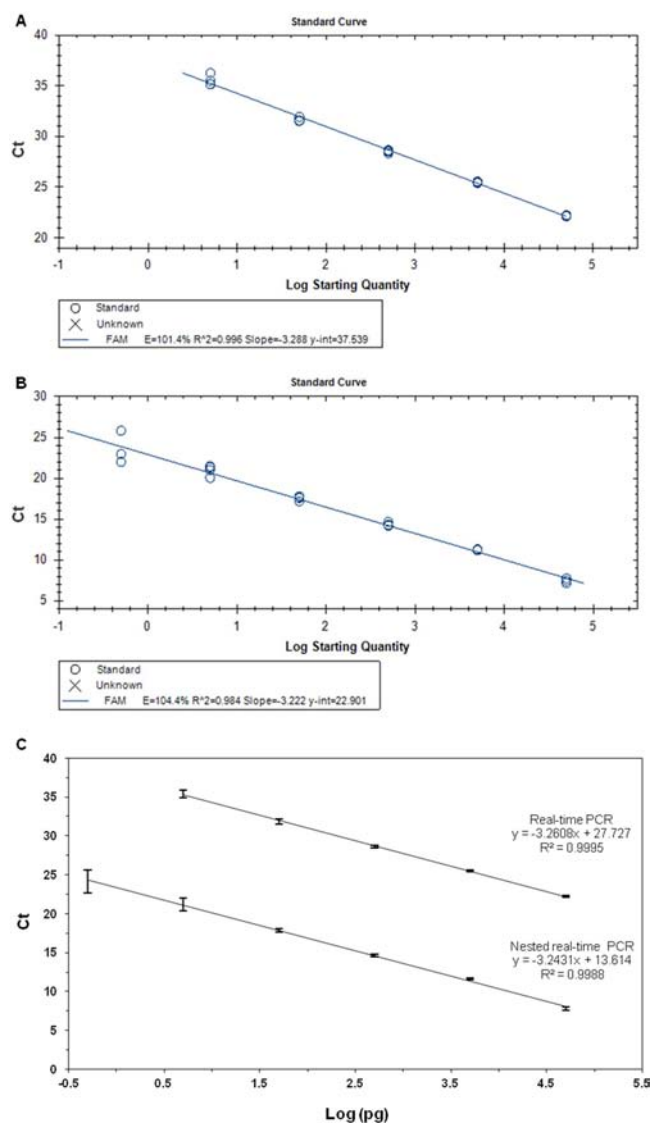 A
Standard Curve
40
35
30
25
20
Ct
-1 0 1 2 3 4 5
Log Starting Quantity
Standard
Unknown
FAM E=101.4% R^2=0.996 Slope=-3.288 y-int=37.539
B
Standard Curve
30
25
20
15
10
5
Ct
-1 0 1 2 3 4 5
Log Starting Quantity
Standard
Unknown
FAM E=104.4% R^2=0.984 Slope=-3.222 y-int=22.901
C
40
35
30
25
20
15
10
5
0
Ct
Real-time PCR
y = -3.2608x + 27.727
R² = 0.9995
Nested real-time PCR
y = -3.2431x + 13.614
R² = 0.9988
-0.5 0.5 1.5 2.5 3.5 4.5 5.5
Log (pg)